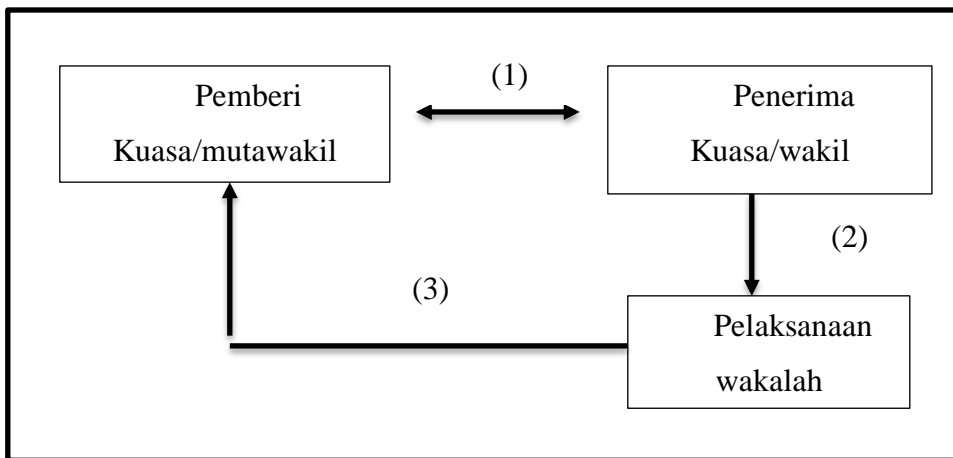 Pemberi
Kuasa/mutawakil
(1)
Penerima
Kuasa/wakil
(2)
(3)
Pelaksanaan
wakalah